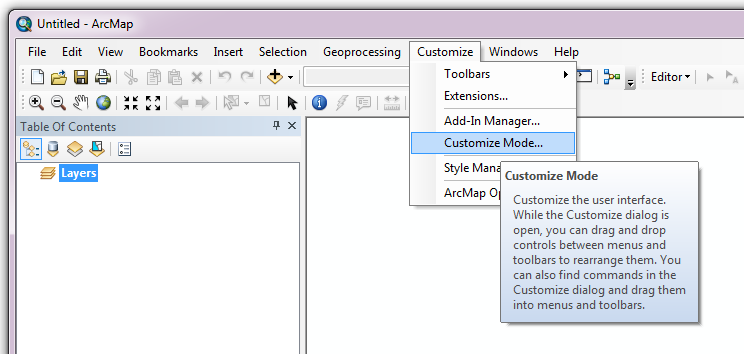 Untitled - ArcMap
File Edit View Bookmarks Insert Selection Geoprocessing Customize Windows Help
Editor
Table Of Contents
Layers
Toolbars
Extensions...
Add-In Manager...
Customize Mode...
Style Mana
ArcMap Op
Customize Mode
Customize the user interface.
While the Customize dialog is
open, you can drag and drop
controls between menus and
toolbars to rearrange them. You
can also find commands in the
Customize dialog and drag them
into menus and toolbars.